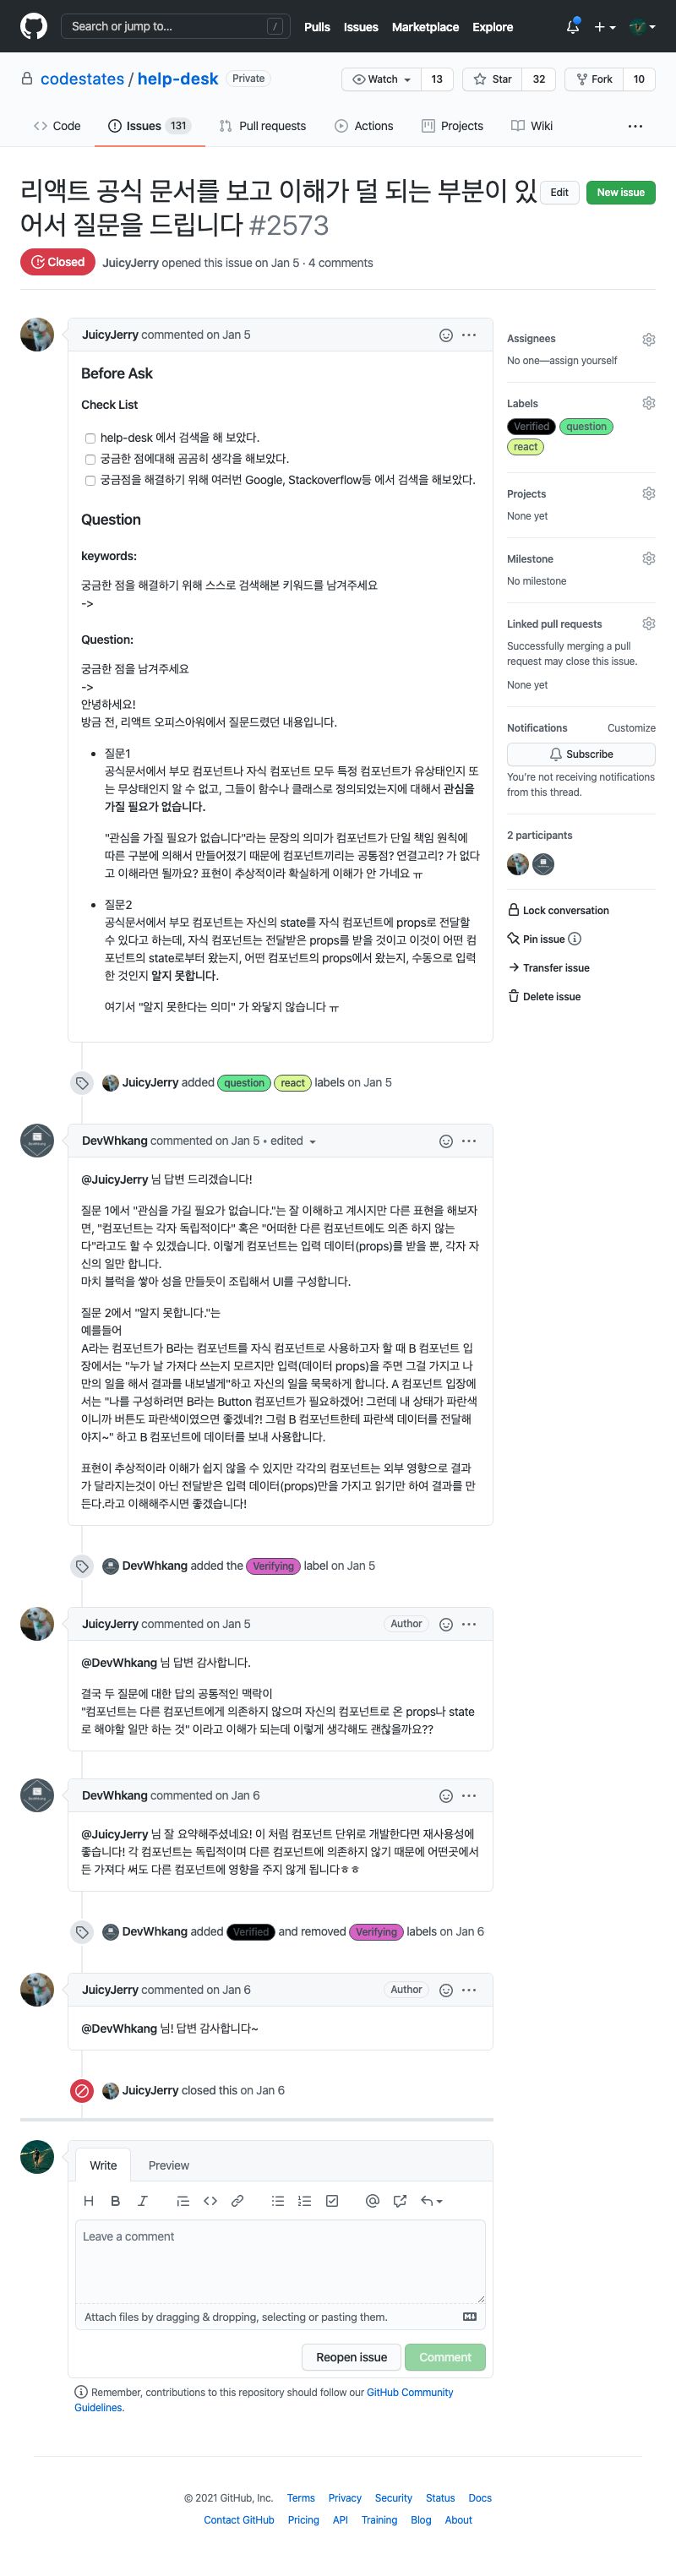 Search or jump to... /
Pulls Issues Marketplace Explore
codestates / help-desk Private
Watch 13 Star 32 Fork 10
Code Issues 131 Pull requests Actions Projects Wiki
리액트 공식 문서를 보고 이해가 덜 되는 부분이 있
어서 질문을 드립니다 #2573
Edit New issue
Closed JuicyJerry opened this issue on Jan 5 · 4 comments
JuicyJerry commented on Jan 5
Before Ask
Check List
help-desk 에서 검색을 해 보았다.
궁금한 점에대해 곰곰히 생각을 해보았다.
궁금점을 해결하기 위해 여러번 Google, Stackoverflow등 에서 검색을 해보았다.
Question
keywords:
궁금한 점을 해결하기 위해 스스로 검색해본 키워드를 남겨주세요
->
Question:
궁금한 점을 남겨주세요
->
안녕하세요!
방금 전, 리액트 오피스아워에서 질문드렸던 내용입니다.
• 질문1
공식문서에서 부모 컴포넌트나 자식 컴포넌트 모두 특정 컴포넌트가 유상태인지 또
는 무상태인지 알 수 없고, 그들이 함수나 클래스로 정의되었는지에 대해서 관심을
가질 필요가 없습니다.
"관심을 가질 필요가 없습니다"라는 문장의 의미가 컴포넌트가 단일 책임 원칙에
따른 구분에 의해서 만들어졌기 때문에 컴포넌트끼리는 공통점? 연결고리? 가 없다
고 이해라면 될까요? 표현이 추상적이라 확실하게 이해가 안 가네요 ㅠ
• 질문2
공식문서에서 부모 컴포넌트는 자신의 state를 자식 컴포넌트에 props로 전달할
수 있다고 하는데, 자식 컴포넌트는 전달받은 props를 받을 것이고 이것이 어떤 컴
포넌트의 state로부터 왔는지, 어떤 컴포넌트의 props에서 왔는지, 수동으로 입력
한 것인지 알지 못합니다.
여기서 "알지 못한다는 의미" 가 와닿지 않습니다 ㅠ
Assignees
No one—assign yourself
Labels
Verified question
react
Projects
None yet
Milestone
No milestone
Linked pull requests
Successfully merging a pull
request may close this issue.
None yet
Notifications Customize
Subscribe
You're not receiving notifications
from this thread.
2 participants
Lock conversation
Pin issue
Transfer issue
Delete issue
JuicyJerry added question react labels on Jan 5
DevWhkang commented on Jan 5 • edited
@JuicyJerry 님 답변 드리겠습니다!
질문 1에서 "관심을 가길 필요가 없습니다."는 잘 이해하고 계시지만 다른 표현을 해보자
면, "컴포넌트는 각자 독립적이다" 혹은 "어떠한 다른 컴포넌트에도 의존 하지 않는
다"라고도 할 수 있겠습니다. 이렇게 컴포넌트는 입력 데이터(props)를 받을 뿐, 각자 자
신의 일만 합니다.
마치 블럭을 쌓아 성을 만들듯이 조립해서 UI를 구성합니다.
질문 2에서 "알지 못합니다."는
예를들어
A라는 컴포넌트가 B라는 컴포넌트를 자식 컴포넌트로 사용하고자 할 때 B 컴포넌트 입
장에서는 "누가 날 가져다 쓰는지 모르지만 입력(데이터 props)을 주면 그걸 가지고 나
만의 일을 해서 결과를 내보낼게"하고 자신의 일을 묵묵하게 합니다. A 컴포넌트 입장에
서는 "나를 구성하려면 B라는 Button 컴포넌트가 필요하겠어! 그런데 내 상태가 파란색
이니까 버튼도 파란색이였으면 좋겠네?! 그럼 B 컴포넌트한테 파란색 데이터를 전달해
야지~" 하고 B 컴포넌트에 데이터를 보내 사용합니다.
표현이 추상적이라 이해가 쉽지 않을 수 있지만 각각의 컴포넌트는 외부 영향으로 결과
가 달라지는것이 아닌 전달받은 입력 데이터(props)만을 가지고 읽기만 하여 결과를 만
든다.라고 이해해주시면 좋겠습니다!
DevWhkang added the Verifying label on Jan 5
JuicyJerry commented on Jan 5 Author
@DevWhkang 님 답변 감사합니다.
결국 두 질문에 대한 답의 공통적인 맥락이
"컴포넌트는 다른 컴포넌트에게 의존하지 않으며 자신의 컴포넌트로 온 props나 state
로 해야할 일만 하는 것" 이라고 이해가 되는데 이렇게 생각해도 괜찮을까요??
DevWhkang commented on Jan 6
@JuicyJerry 님 잘 요약해주셨네요! 이 처럼 컴포넌트 단위로 개발한다면 재사용성에
좋습니다! 각 컴포넌트는 독립적이며 다른 컴포넌트에 의존하지 않기 때문에 어떤곳에서
든 가져다 써도 다른 컴포넌트에 영향을 주지 않게 됩니다ㅎㅎ
DevWhkang added Verified and removed Verifying labels on Jan 6
JuicyJerry commented on Jan 6 Author
@DevWhkang 님! 답변 감사합니다~
JuicyJerry closed this on Jan 6
Write Preview
Leave a comment
Attach files by dragging & dropping, selecting or pasting them.
Reopen issue Comment
Remember, contributions to this repository should follow our GitHub Community
Guidelines.
© 2021 GitHub, Inc. Terms Privacy Security Status Docs
Contact GitHub Pricing API Training Blog About